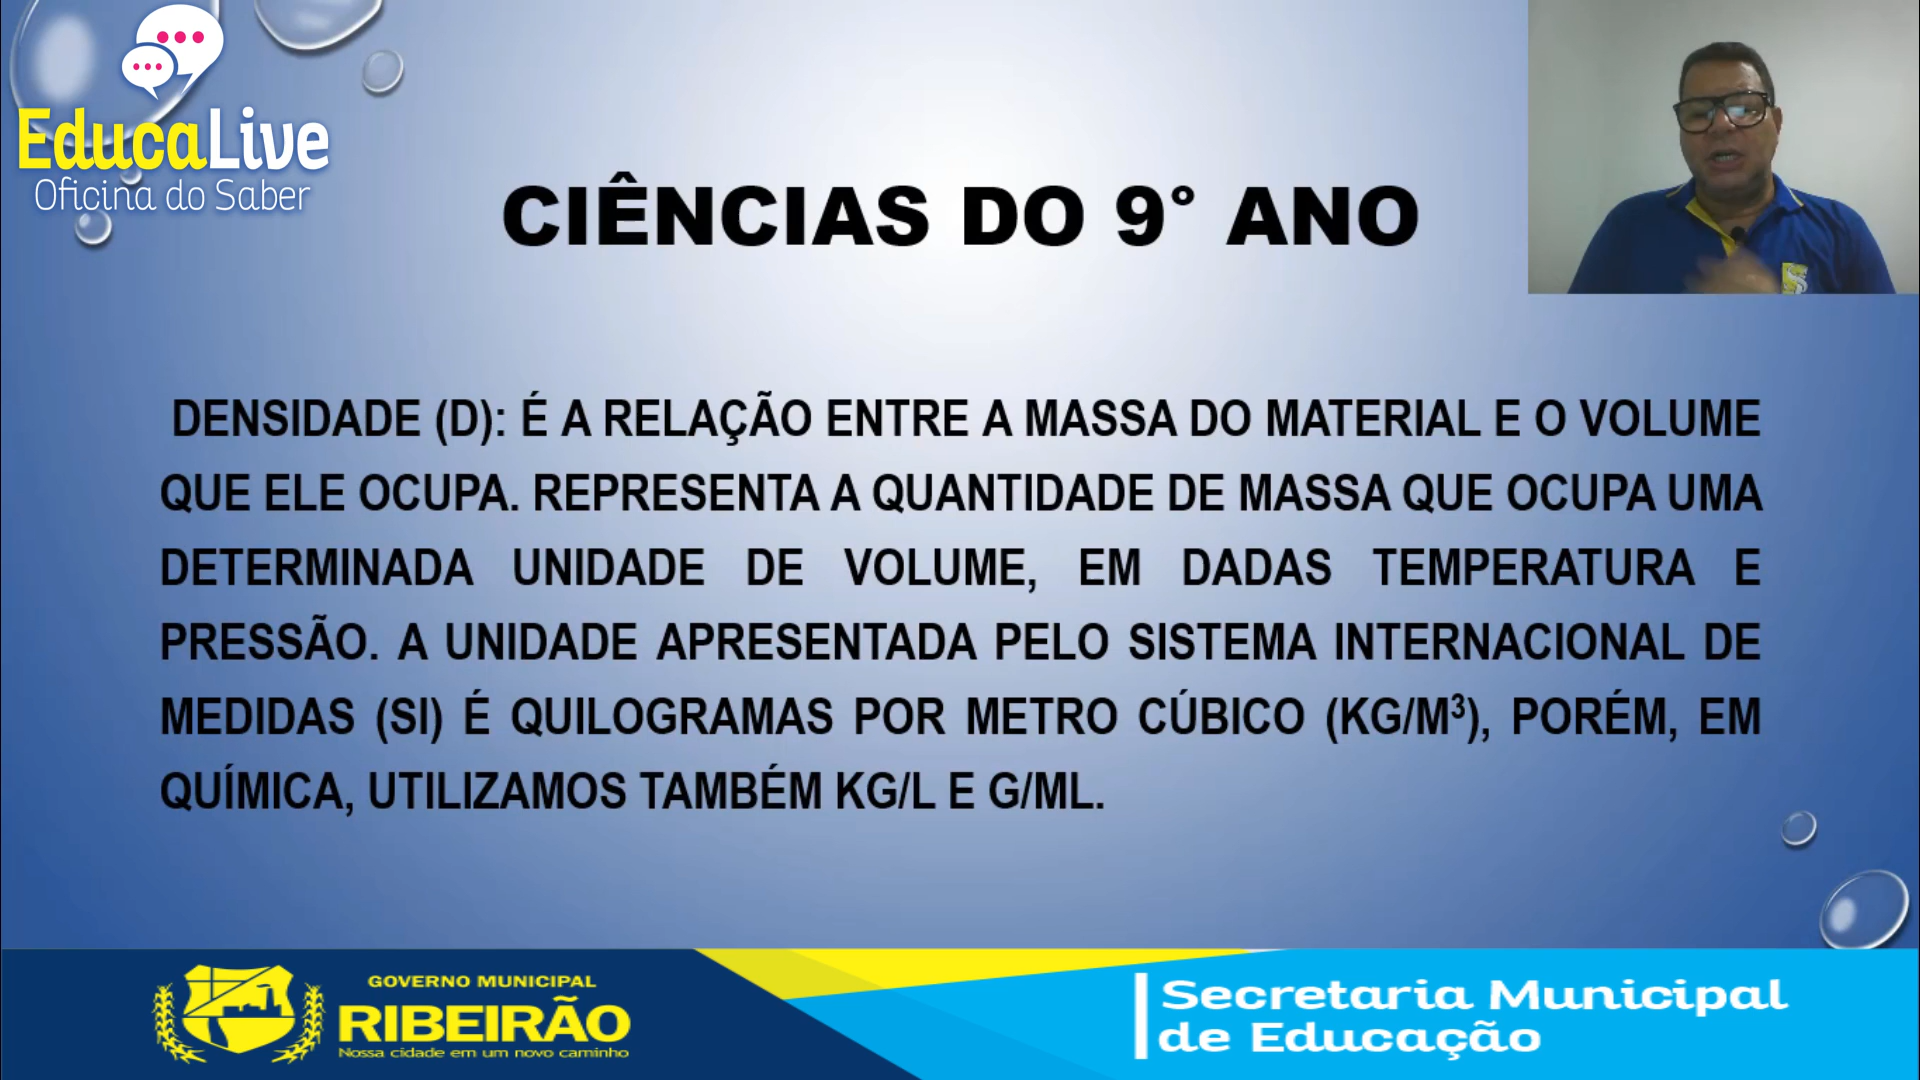 EducaLive
Oficina do Saber
CIÊNCIAS DO 9° ANO
DENSIDADE (D): É A RELAÇÃO ENTRE A MASSA DO MATERIAL E O VOLUME
QUE ELE OCUPA. REPRESENTA A QUANTIDADE DE MASSA QUE OCUPA UMA
DETERMINADA UNIDADE DE VOLUME, EM DADAS TEMPERATURA E
PRESSÃO. A UNIDADE APRESENTADA PELO SISTEMA INTERNACIONAL DE
MEDIDAS (SI) É QUILOGRAMAS POR METRO CÚBICO (KG/M³), PORÉM, EM
QUÍMICA, UTILIZAMOS TAMBÉM KG/L E G/ML.
GOVERNO MUNICIPAL
RIBEIRÃO
Nossa cidade em um novo caminho
Secretaria Municipal
de Educação